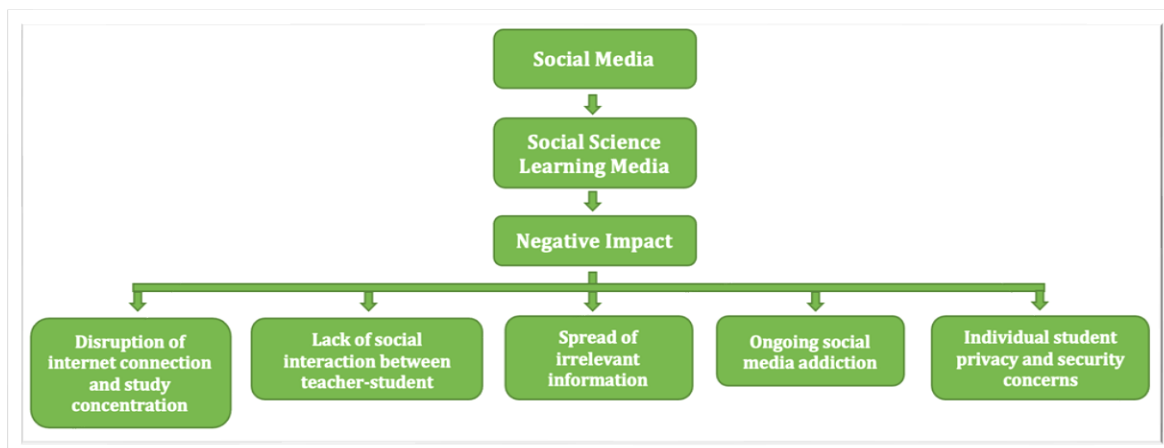 Social Media
Social Science
Learning Media
Negative Impact
Disruption of
internet connection
and study
concentration
Lack of social
interaction between
teacher-student
Spread of
irrelevant
information
Ongoing social
media addiction
Individual student
privacy and security
concerns